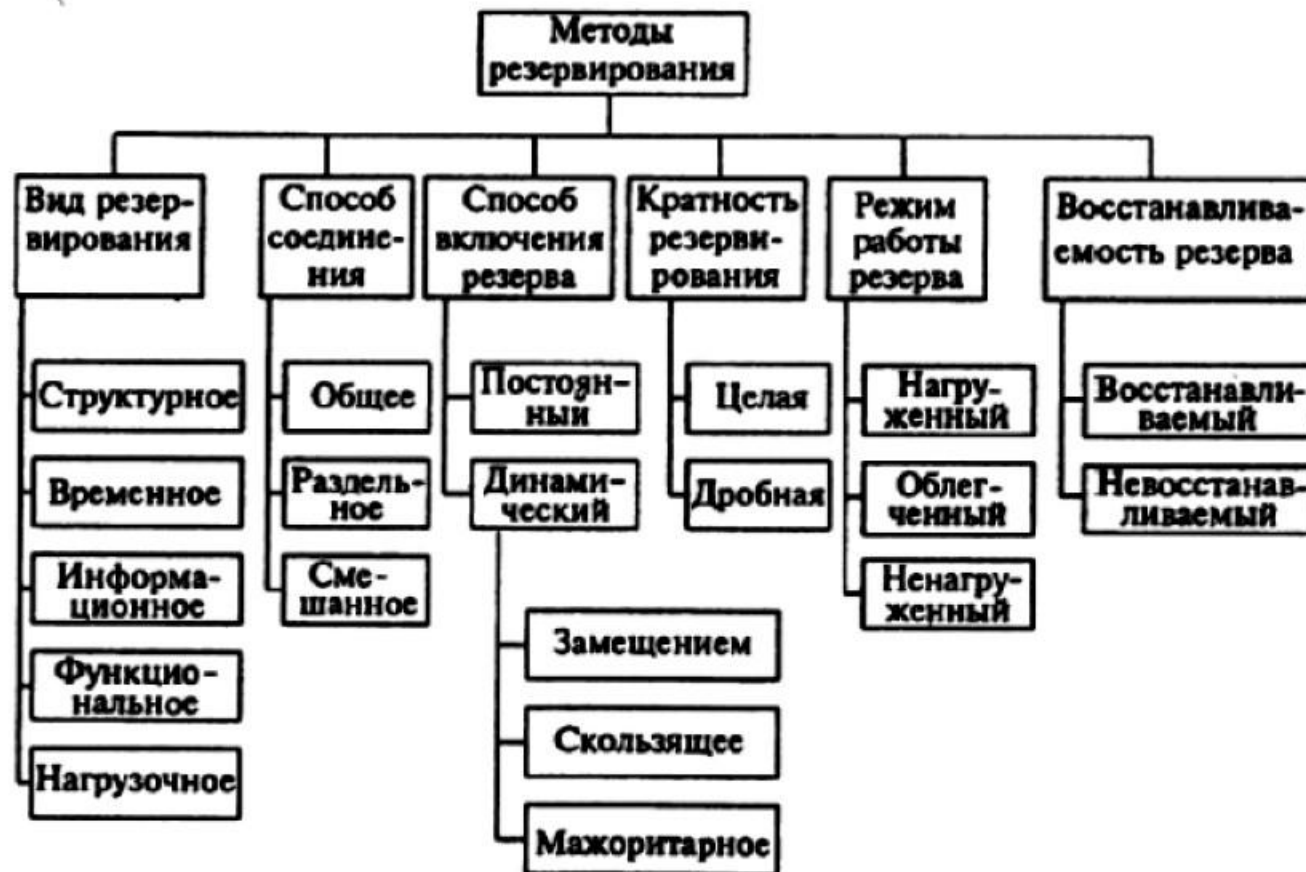 Методы
резервирования
Вид резер-
вирования
Способ
соедине-
ния
Способ
включения
резерва
Кратность
резерви-
рования
Режим
работы
резерва
Восстанавлива-
емость резерва
Структурное
Временное
Информа-
ционное
Функцио-
нальное
Нагрузочное
Общее
Раздель-
ное
Сме-
шанное
Постоян-
ный
Динами-
ческий
Замещением
Скользящее
Мажоритарное
Целая
Дробная
Нагру-
женный
Облег-
ченный
Ненагру-
женный
Восстанавли-
ваемый
Невосстанав-
ливаемый